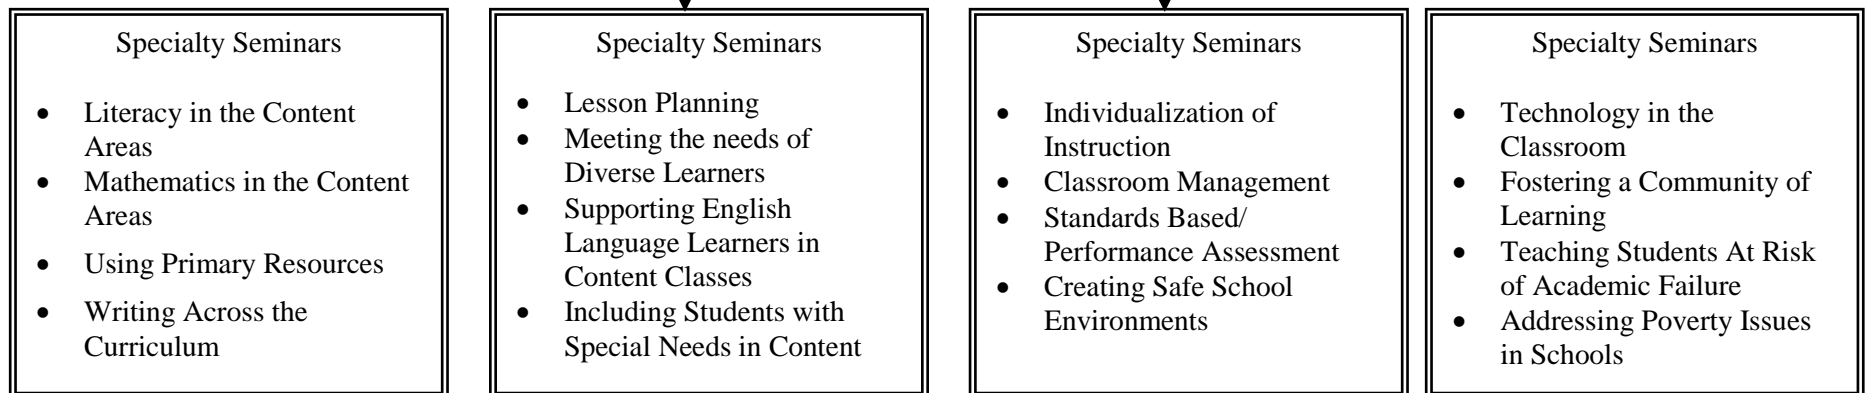 Specialty Seminars
• Literacy in the Content
Areas
• Mathematics in the Content
Areas
• Using Primary Resources
• Writing Across the
Curriculum
Specialty Seminars
• Lesson Planning
• Meeting the needs of
Diverse Learners
• Supporting English
Language Learners in
Content Classes
• Including Students with
Special Needs in Content
Specialty Seminars
• Individualization of
Instruction
• Classroom Management
• Standards Based/
Performance Assessment
• Creating Safe School
Environments
Specialty Seminars
• Technology in the
Classroom
• Fostering a Community of
Learning
• Teaching Students At Risk
of Academic Failure
• Addressing Poverty Issues
in Schools